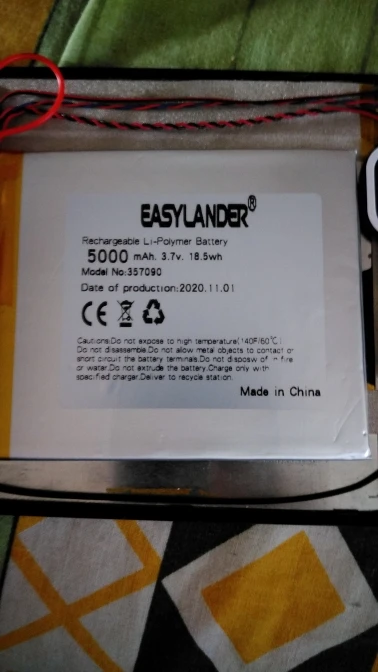 EASYLANDER®
Rechargeable Li-Polymer Battery
5000 mAh. 3.7v. 18.5wh
Model No:357090
Date of production:2020.11.01
CE
Cautions:Do not expose to high temperature(140F/60℃)
Do not disassemble.Do not allow metal objects to contact or
short circuit the battery terminals.Do not disposw of in fire
or water.Do not extrude the battery.Charge only with
specified charger.Deliver to recycle station.
Made in China